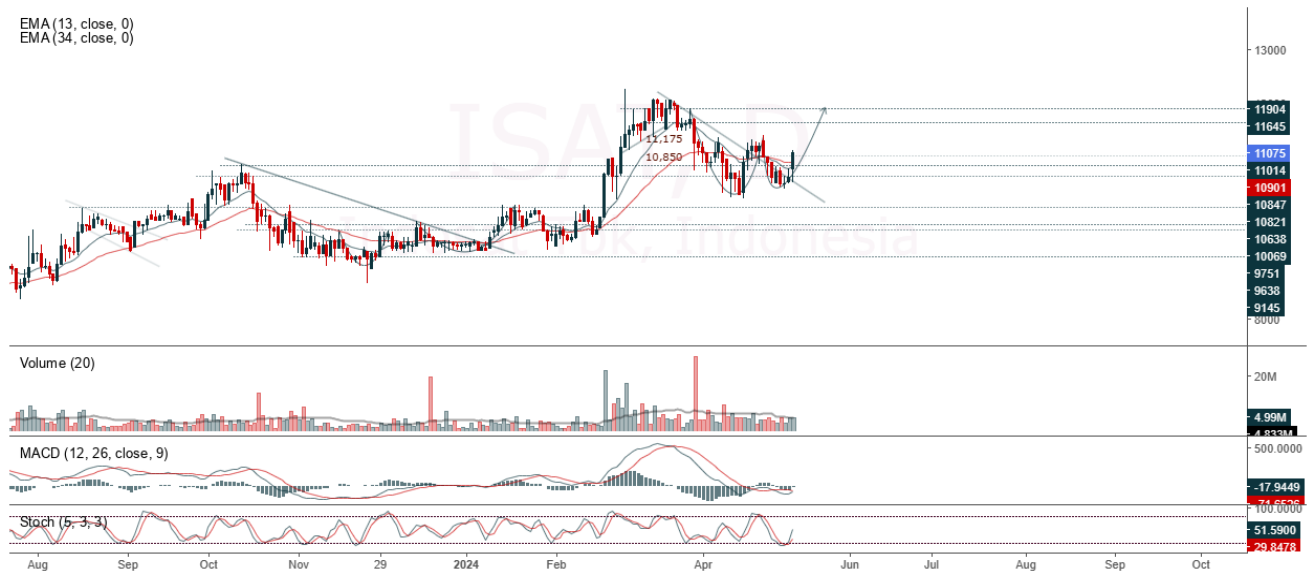 EMA (13, close, 0)
EMA (34, close, 0)
13000
11904
11645
11,175
11075
10,850
11014
10901
10847
10821
10638
10069
9751
9638
9145
8000
Volume (20)
20M
4.99M
4.833M
MACD (12, 26, close, 9)
500.0000
-17.9449
100.0000
Stoch (5, 3, 3)
51.5900
29.8478
Aug Sep Oct Nov 29 2024 Feb Apr Jun Jul Aug Sep Oct